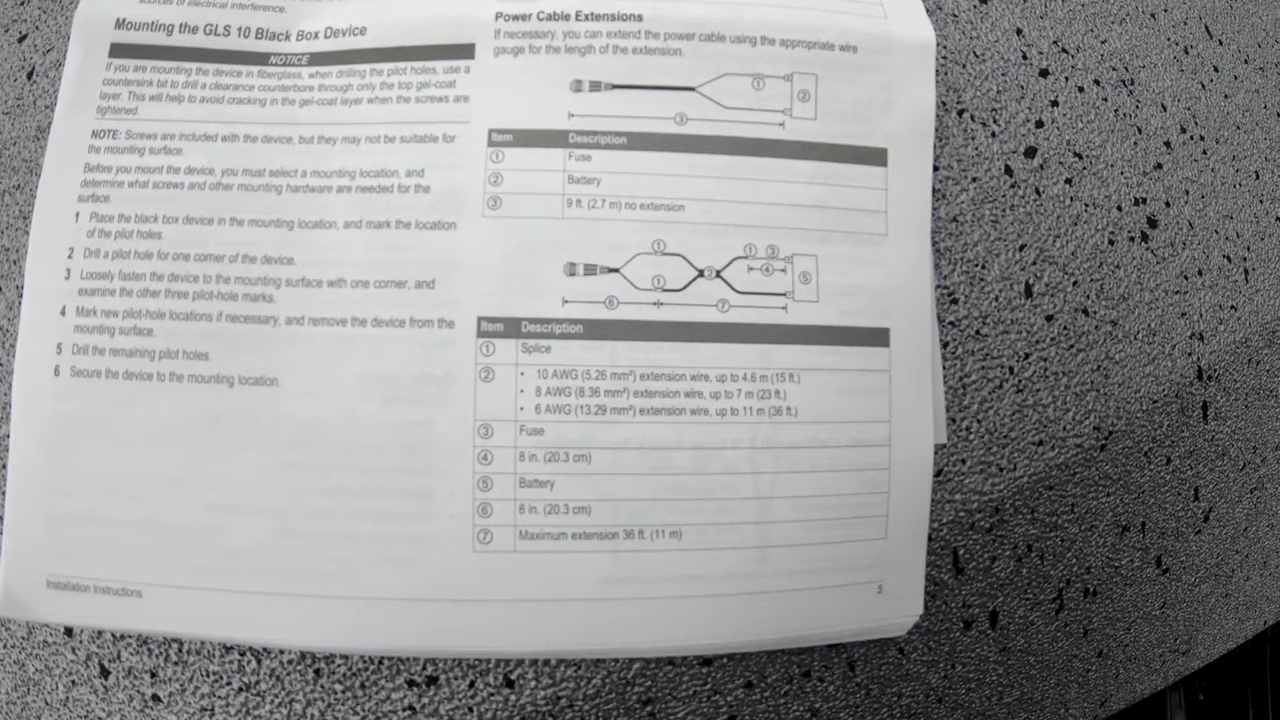 sources of electrical interference.
Mounting the GLS 10 Black Box Device
NOTICE
If you are mounting the device in fiberglass, when drilling the pilot holes, use a
countersink bit to drill a clearance counterbore through only the top gel-coat
layer. This will help to avoid cracking in the gel-coat layer when the screws are
tightened.
NOTE: Screws are included with the device, but they may not be suitable for
the mounting surface.
Before you mount the device, you must select a mounting location, and
determine what screws and other mounting hardware are needed for the
surface.
1 Place the black box device in the mounting location, and mark the location
of the pilot holes.
2 Drill a pilot hole for one corner of the device.
3 Loosely fasten the device to the mounting surface with one corner, and
examine the other three pilot-hole marks.
4 Mark new pilot-hole locations if necessary, and remove the device from the
mounting surface.
5 Drill the remaining pilot holes.
6 Secure the device to the mounting location.
Installation Instructions
Power Cable Extensions
If necessary, you can extend the power cable using the appropriate wire
gauge for the length of the extension.
①
②
③
Item Description
① Fuse
② Battery
③ 9 ft. (2.7 m) no extension
① ① ③
② ④ ⑤
①
⑥ ⑦
Item Description
① Splice
② • 10 AWG (5.26 mm²) extension wire, up to 4.6 m (15 ft.)
• 8 AWG (8.36 mm²) extension wire, up to 7 m (23 ft.)
• 6 AWG (13.29 mm²) extension wire, up to 11 m (36 ft.)
③ Fuse
④ 8 in. (20.3 cm)
⑤ Battery
⑥ 8 in. (20.3 cm)
⑦ Maximum extension 36 ft. (11 m)
5